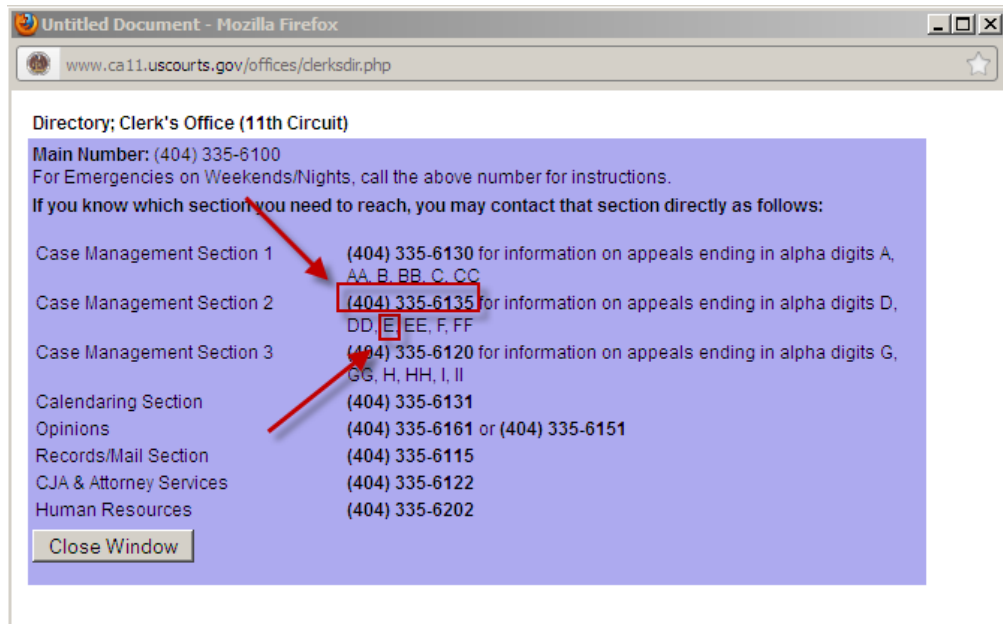 Untitled Document - Mozilla Firefox
www.ca11.uscourts.gov/offices/clerksdir.php
Directory; Clerk's Office (11th Circuit)
Main Number: (404) 335-6100
For Emergencies on Weekends/Nights, call the above number for instructions.
If you know which section you need to reach, you may contact that section directly as follows:
Case Management Section 1 (404) 335-6130 for information on appeals ending in alpha digits A,
AA, B, BB, C, CC
Case Management Section 2 (404) 335-6135 for information on appeals ending in alpha digits D,
DD, E, EE, F, FF
Case Management Section 3 (404) 335-6120 for information on appeals ending in alpha digits G,
GG, H, HH, I, II
Calendaring Section (404) 335-6131
Opinions (404) 335-6161 or (404) 335-6151
Records/Mail Section (404) 335-6115
CJA & Attorney Services (404) 335-6122
Human Resources (404) 335-6202
Close Window